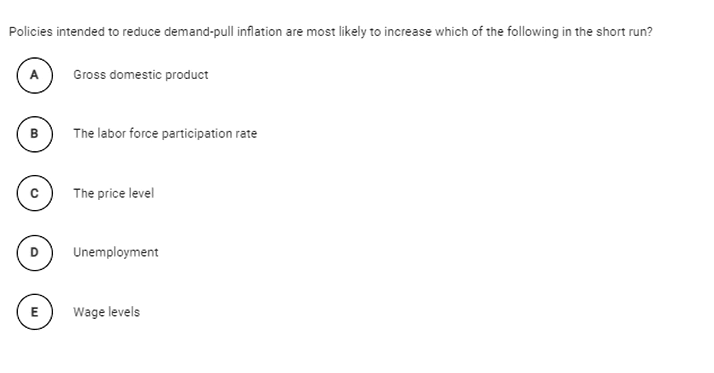 Policies intended to reduce demand-pull inflation are most likely to increase which of the following in the short run?
A Gross domestic product
B The labor force participation rate
C The price level
D Unemployment
E Wage levels